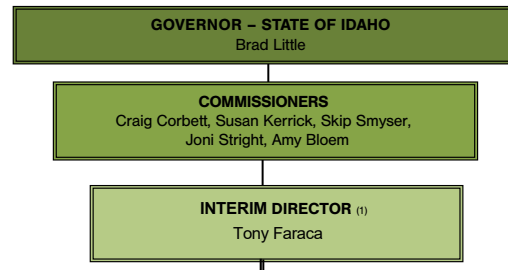 GOVERNOR – STATE OF IDAHO
Brad Little
COMMISSIONERS
Craig Corbett, Susan Kerrick, Skip Smyser,
Joni Stright, Amy Bloem
INTERIM DIRECTOR (1)
Tony Faraca